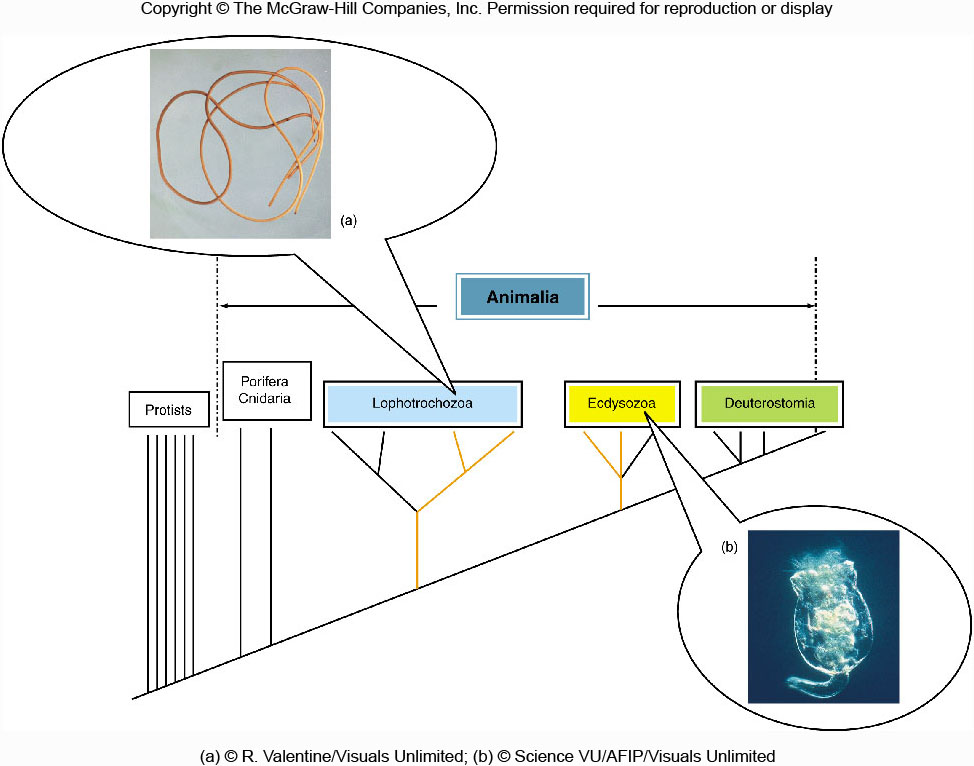 Copyright © The McGraw-Hill Companies, Inc. Permission required for reproduction or display
(a)
Animalia
Protists
Porifera
Cnidaria
Lophotrochozoa
Ecdysozoa
Deuterostomia
(b)
(a) © R. Valentine/Visuals Unlimited; (b) © Science VU/AFIP/Visuals Unlimited